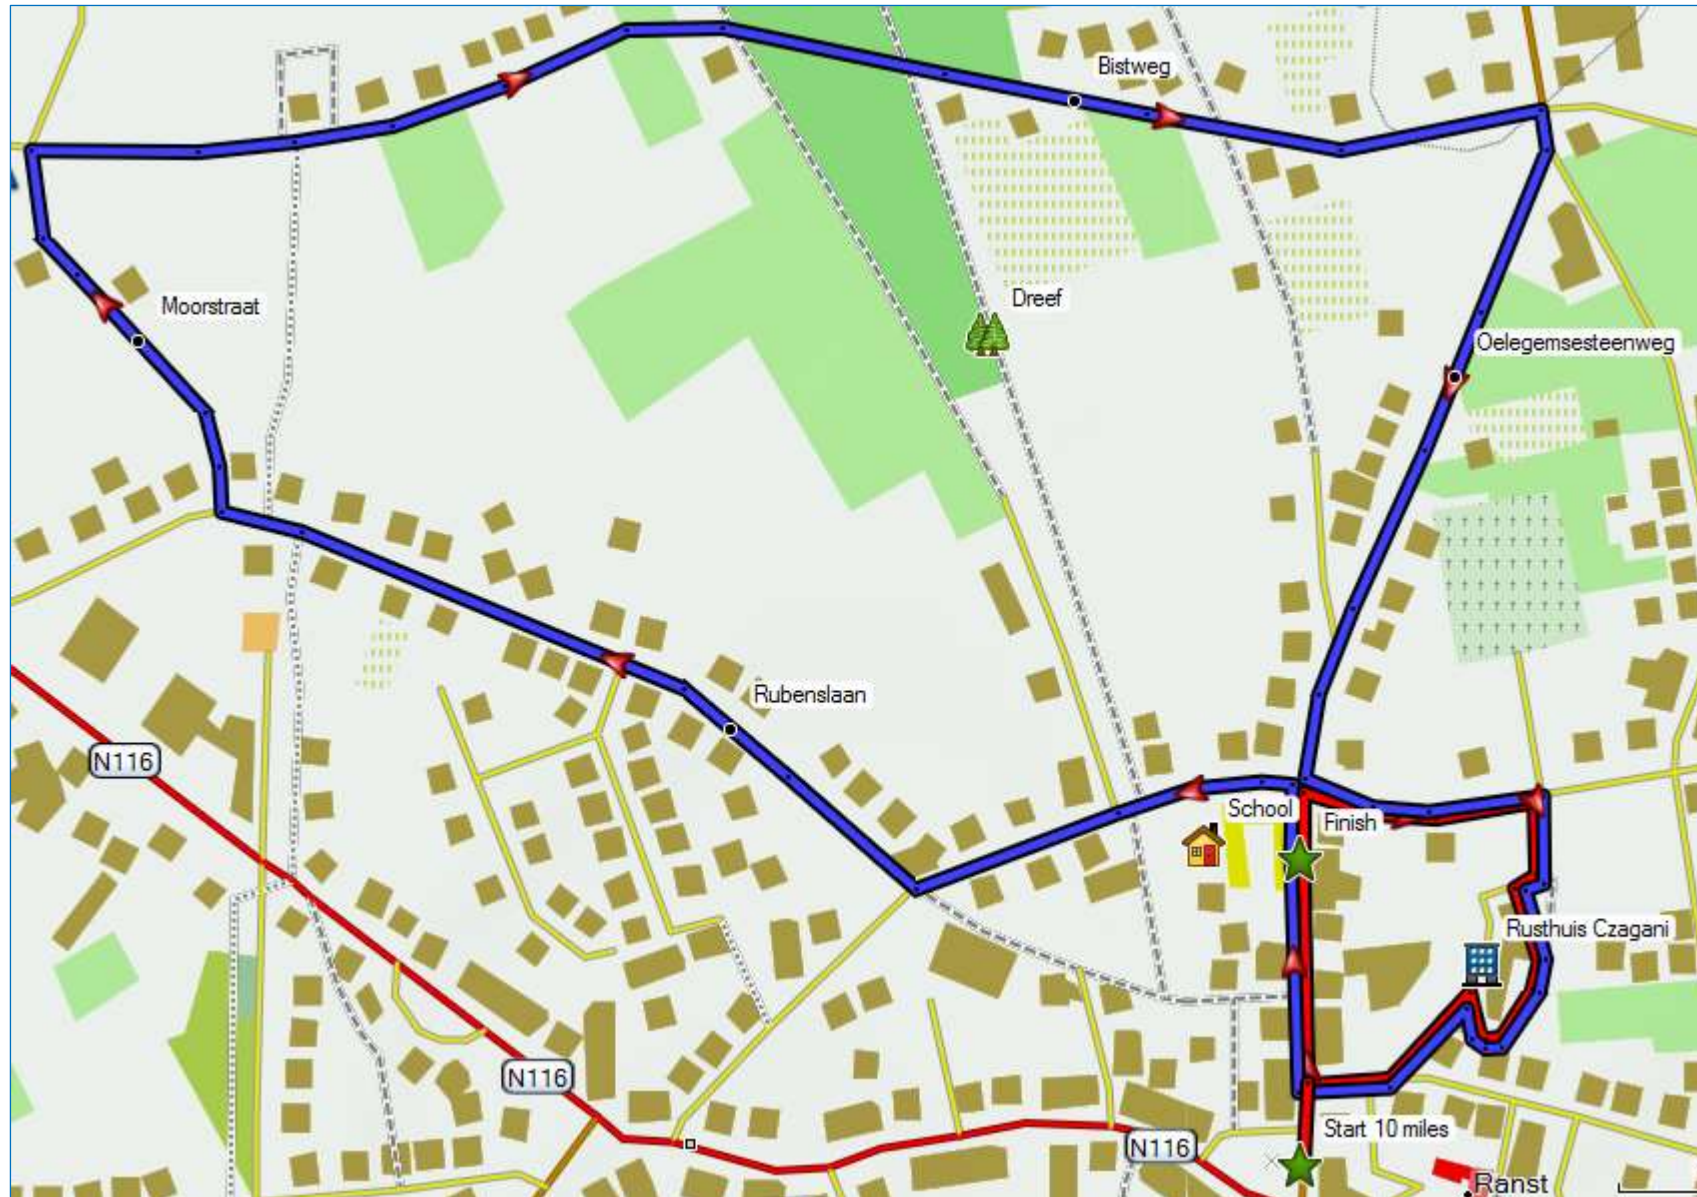 Bistweg
Moorstraat
Dreef
Oelegemsesteenweg
Rubenslaan
N116
School
Finish
Rusthuis Czagani
N116
Start 10 miles
N116
Ranst